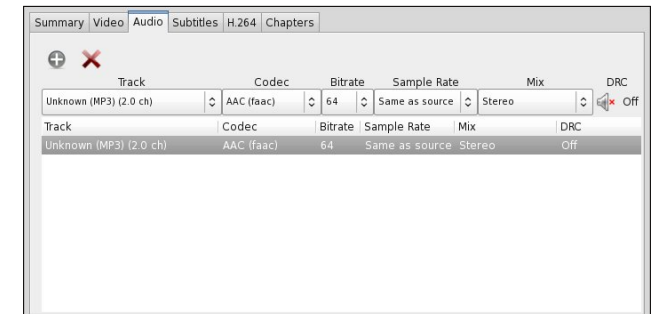 Summary Video Audio Subtitles H.264 Chapters
Track Codec Bitrate Sample Rate Mix DRC
Unknown (MP3) (2.0 ch) AAC (faac) 64 Same as source Stereo Off
Track Codec Bitrate Sample Rate Mix DRC
Unknown (MP3) (2.0 ch) AAC (faac) 64 Same as source Stereo Off